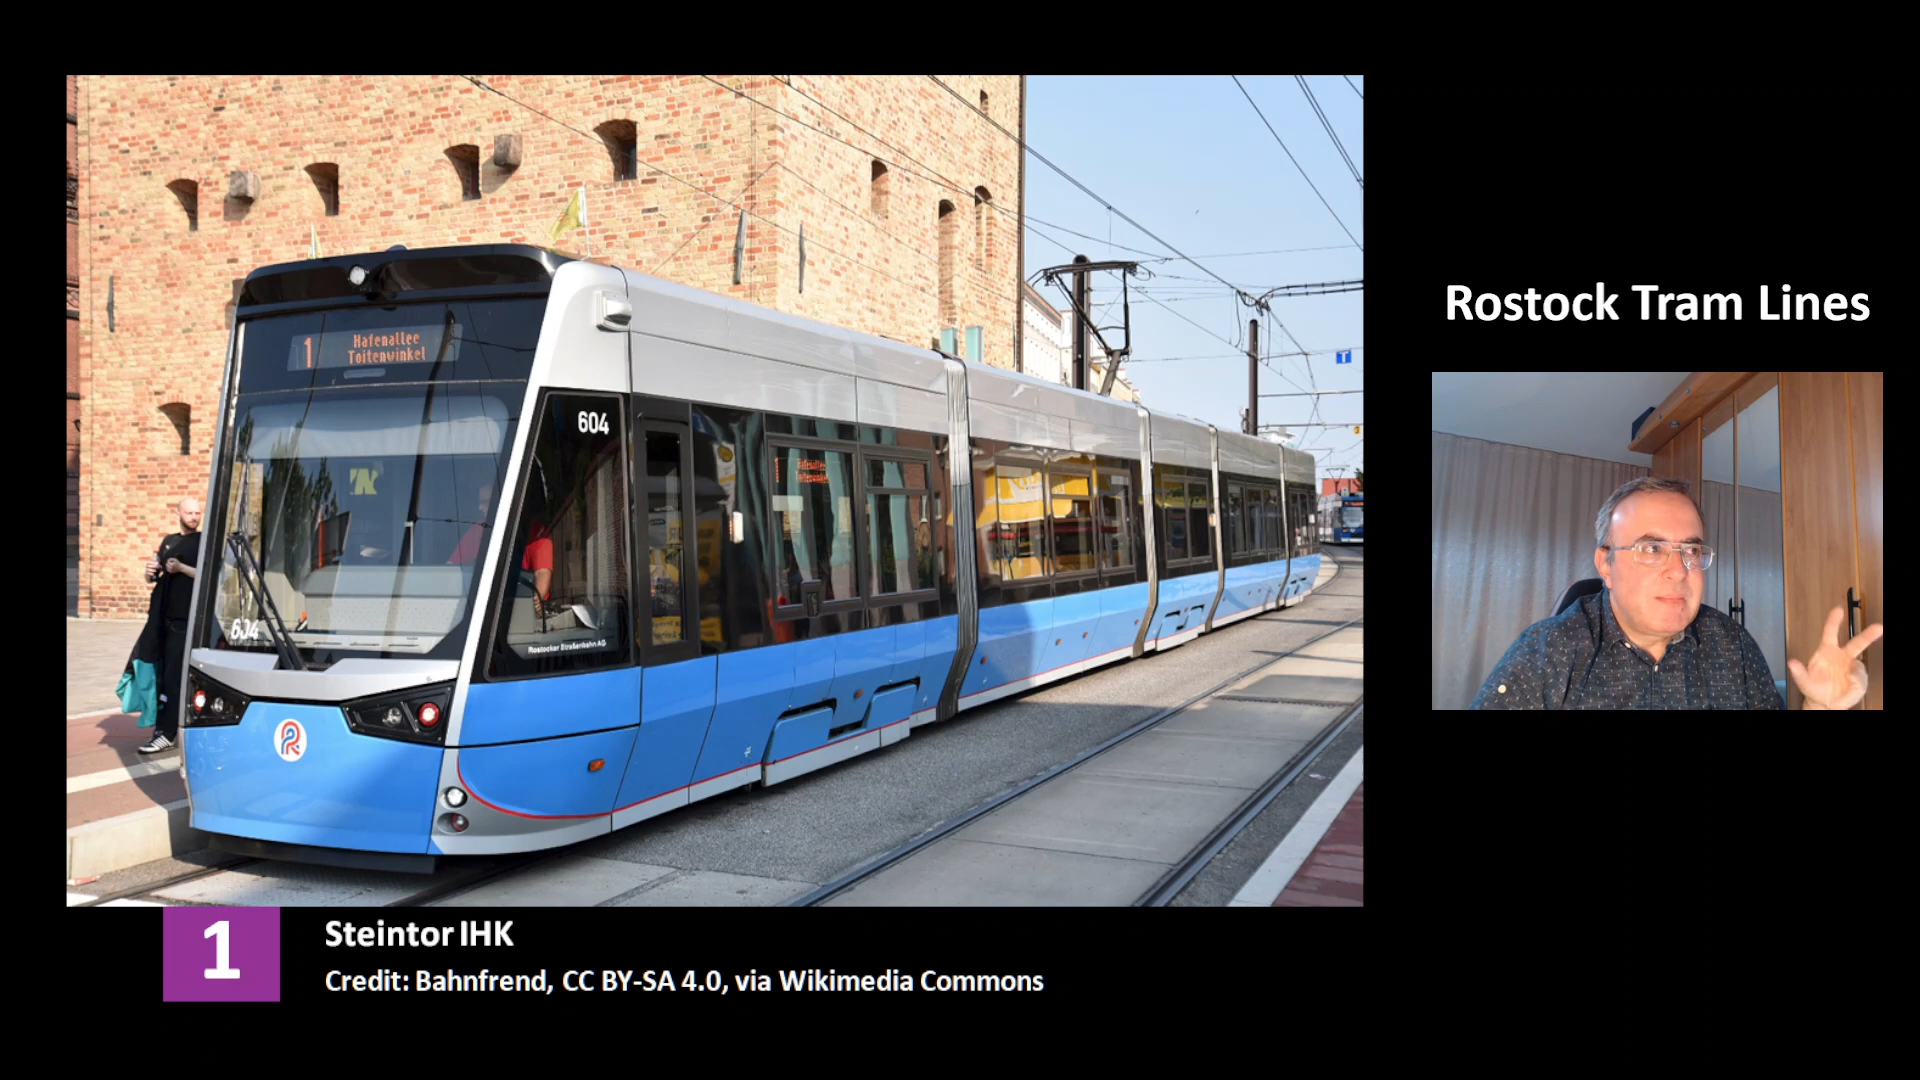 Rostock Tram Lines
1 Hafenallee
Toitenwinkel
604
604
Rostocker Straßenbahn AG
1
Steintor IHK
Credit: Bahnfrend, CC BY-SA 4.0, via Wikimedia Commons